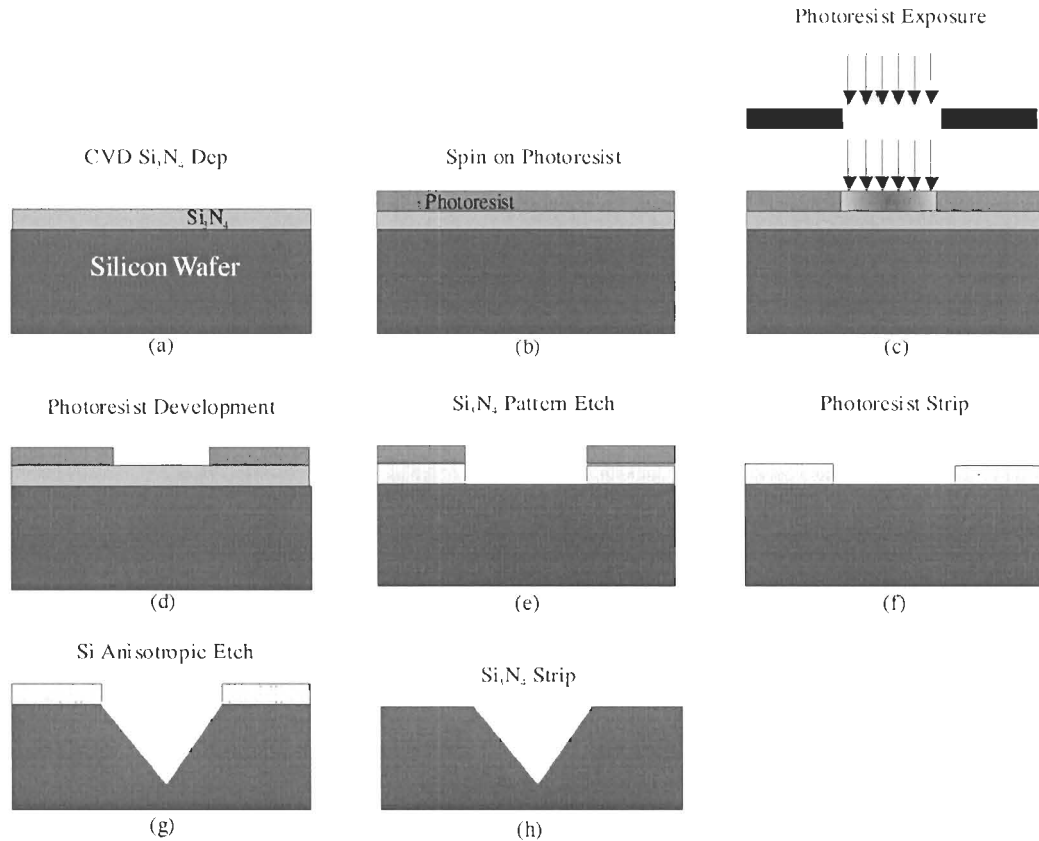 Photoresist Exposure
CVD Si₃N₄ Dep
Spin on Photoresist
Si₃N₄
Photoresist
Silicon Wafer
(a)
(b)
(c)
Photoresist Development
Si₃N₄ Pattern Etch
Photoresist Strip
(d)
(e)
(f)
Si Anisotropic Etch
Si₃N₄ Strip
(g)
(h)